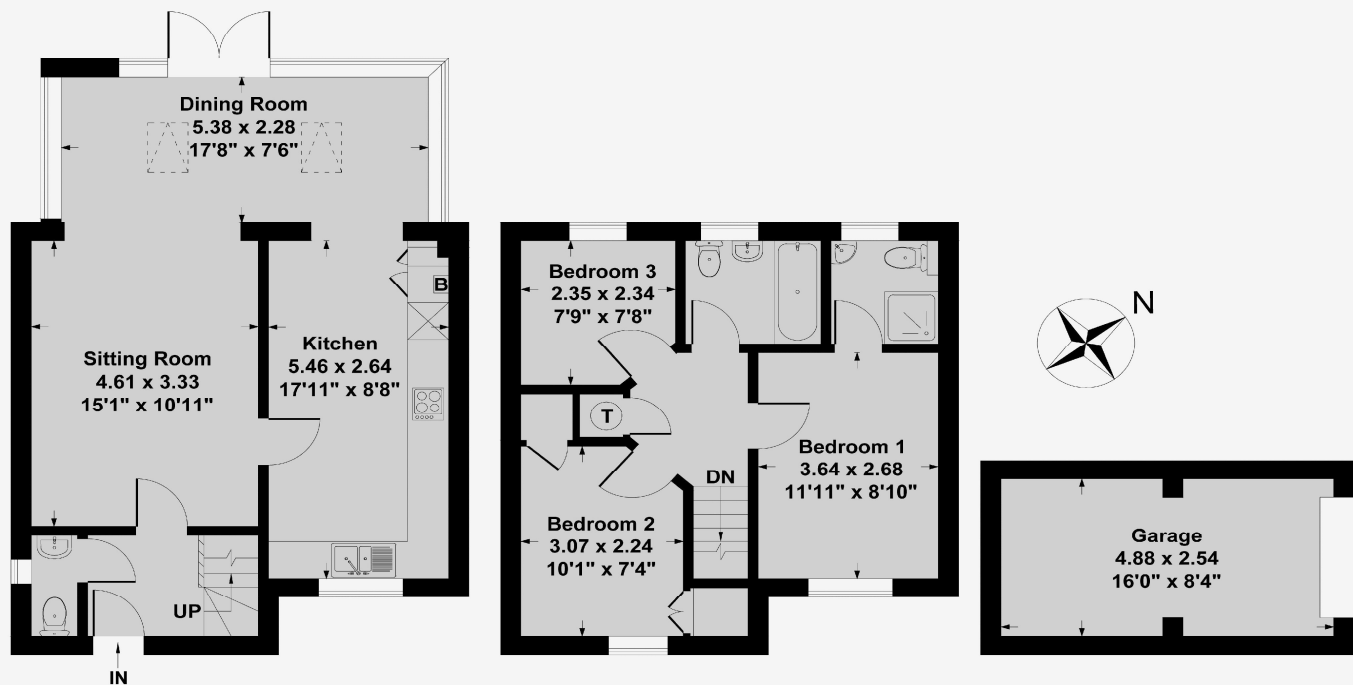 Dining Room
5.38 x 2.28
17'8" x 7'6"
Sitting Room
4.61 x 3.33
15'1" x 10'11"
Kitchen
5.46 x 2.64
17'11" x 8'8"
B
UP
IN
Bedroom 3
2.35 x 2.34
7'9" x 7'8"
T
DN
Bedroom 2
3.07 x 2.24
10'1" x 7'4"
Bedroom 1
3.64 x 2.68
11'11" x 8'10"
N
Garage
4.88 x 2.54
16'0" x 8'4"